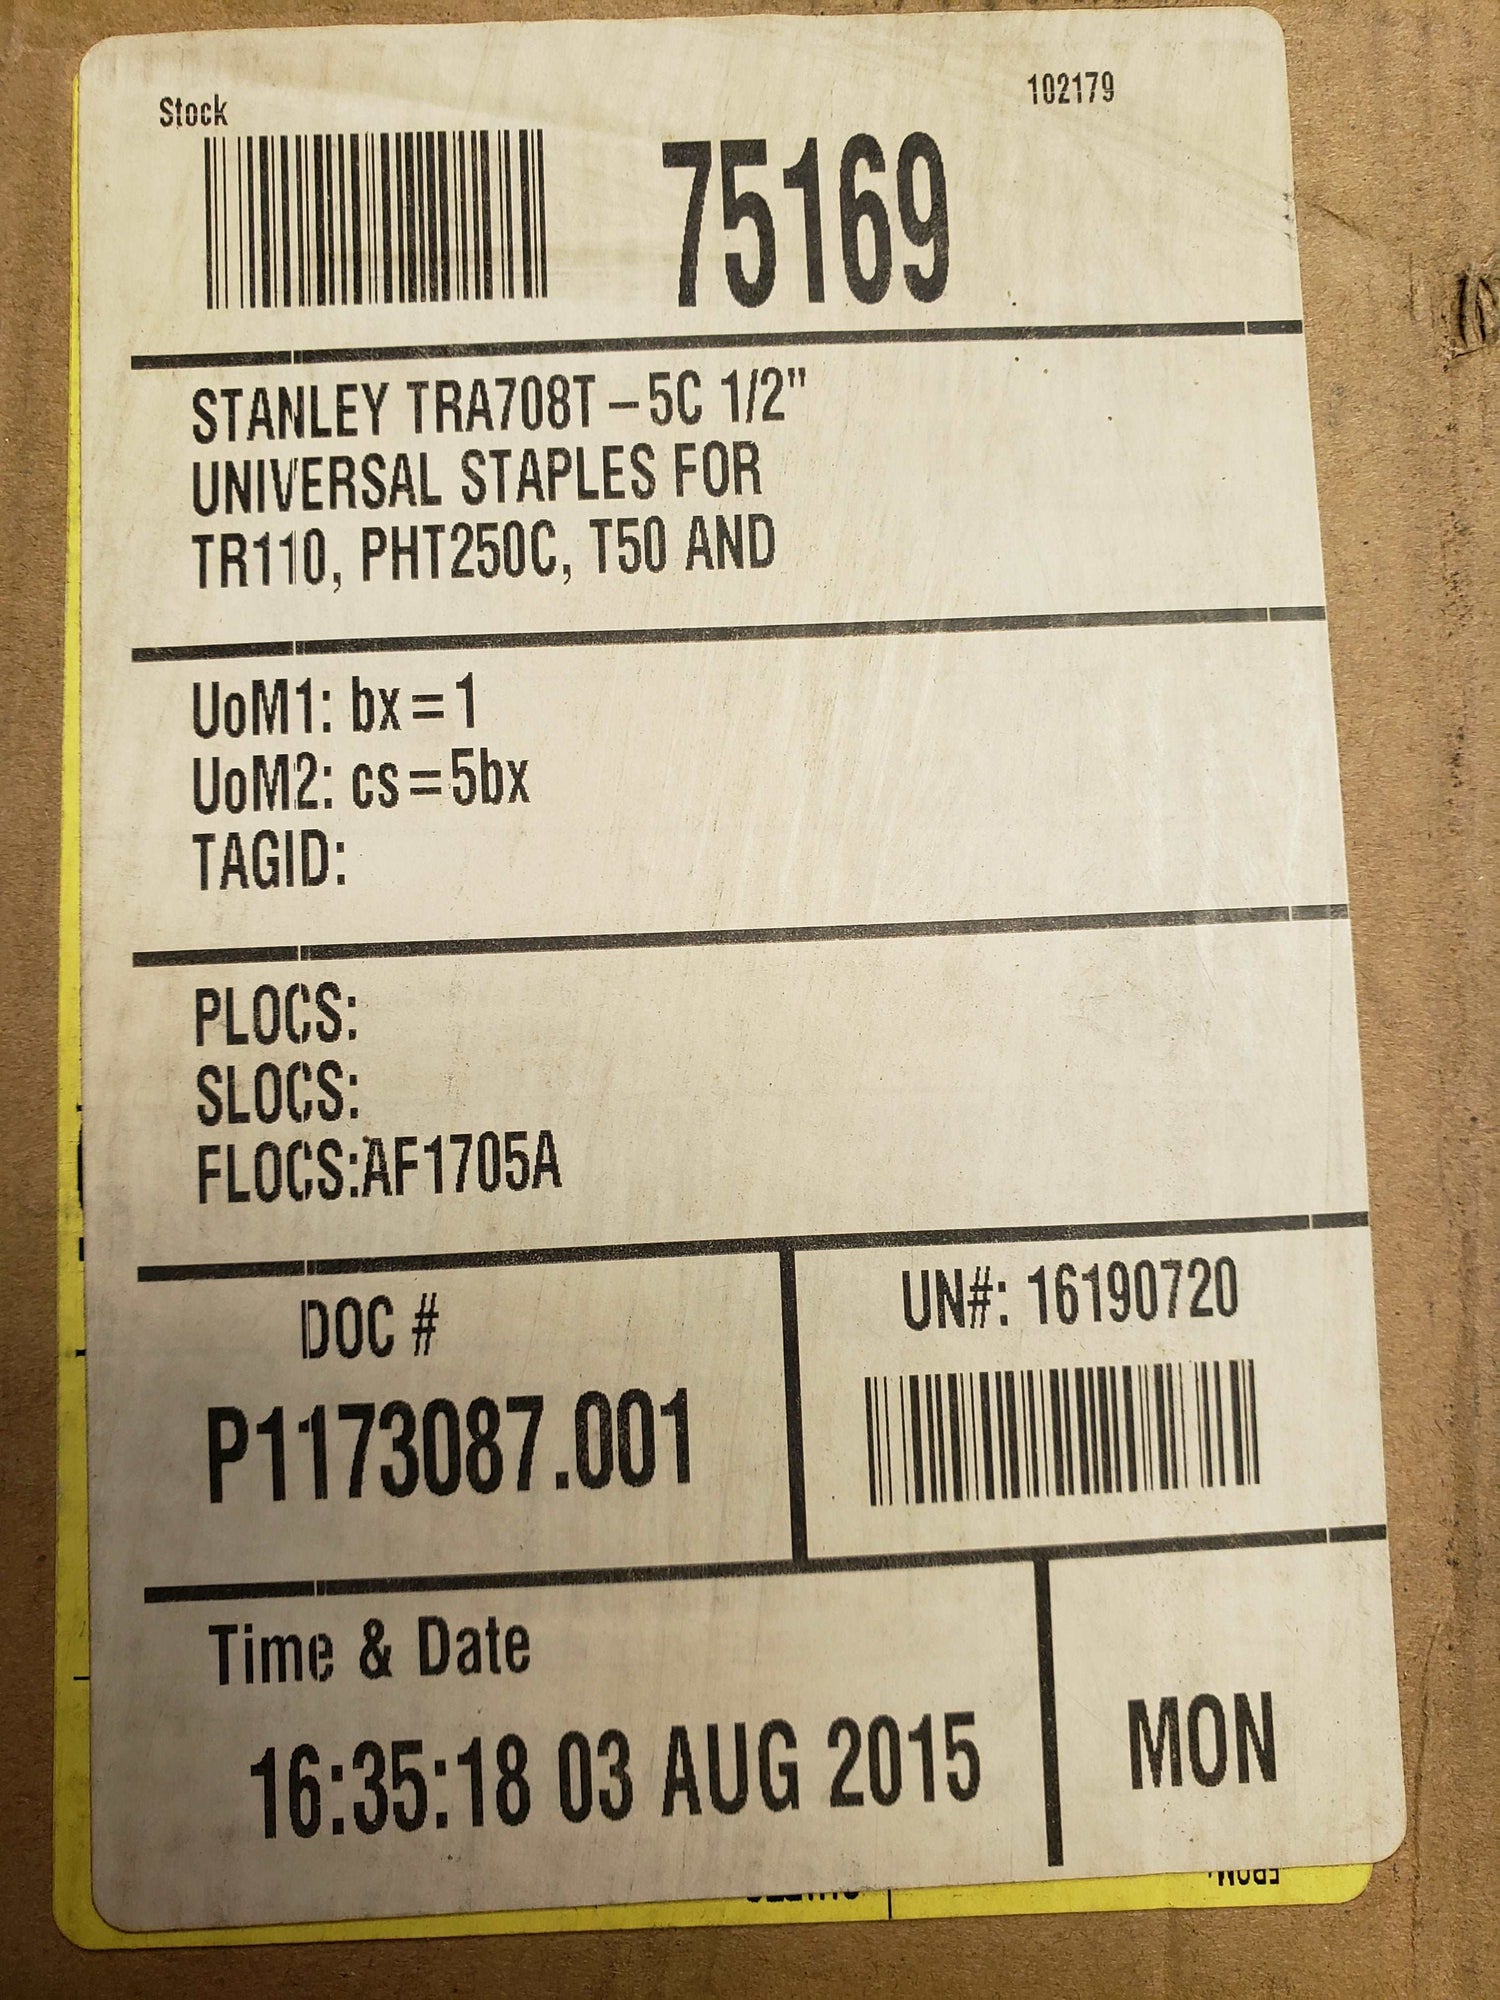 Stock
102179
75169
STANLEY TRA708T-5C 1/2"
UNIVERSAL STAPLES FOR
TR110, PHT250C, T50 AND
UoM1: bx=1
UoM2: cs=5bx
TAGID:
PLOCS:
SLOCS:
FLOCS:AF1705A
DOC #
P1173087.001
UN#: 16190720
Time & Date
16:35:18 03 AUG 2015
MON
FROM: